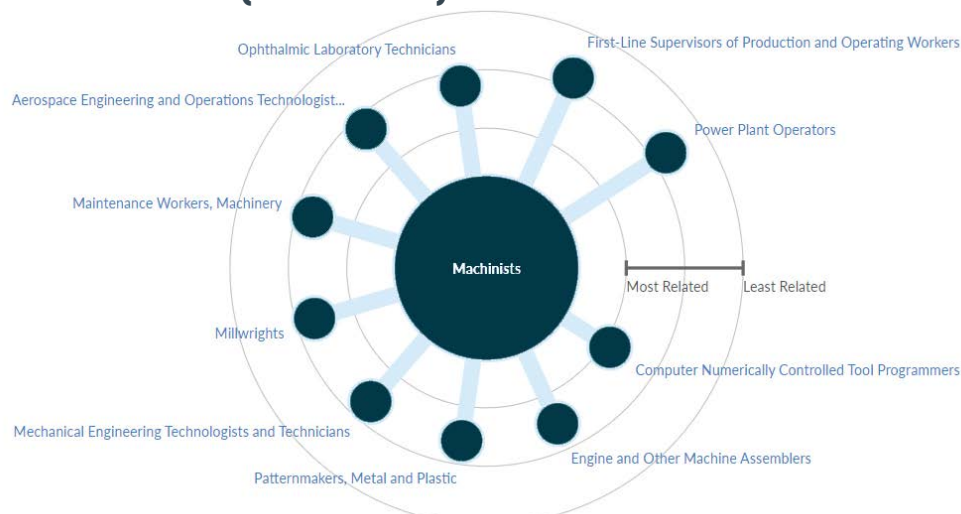 Ophthalmic Laboratory Technicians
First-Line Supervisors of Production and Operating Workers
Aerospace Engineering and Operations Technologist...
Power Plant Operators
Maintenance Workers, Machinery
Machinists
Most Related
Least Related
Millwrights
Computer Numerically Controlled Tool Programmers
Mechanical Engineering Technologists and Technicians
Engine and Other Machine Assemblers
Patternmakers, Metal and Plastic